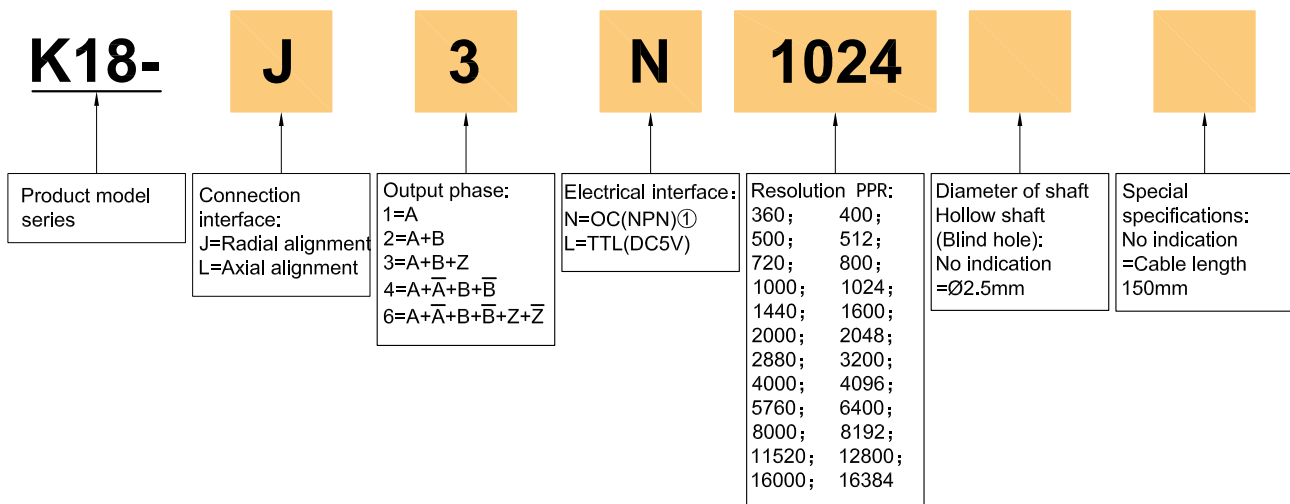 K18- J 3 N 1024
Product model
series
Connection
interface:
J=Radial alignment
L=Axial alignment
Output phase:
1=A
2=A+B
3=A+B+Z
4=A+A̅+B+B̅
6=A+A̅+B+B̅+Z+Z̅
Electrical interface:
N=OC(NPN)①
L=TTL(DC5V)
Resolution PPR:
360; 400;
500; 512;
720; 800;
1000; 1024;
1440; 1600;
2000; 2048;
2880; 3200;
4000; 4096;
5760; 6400;
8000; 8192;
11520; 12800;
16000; 16384
Diameter of shaft
Hollow shaft
(Blind hole):
No indication
=Ø2.5mm
Special
specifications:
No indication
=Cable length
150mm